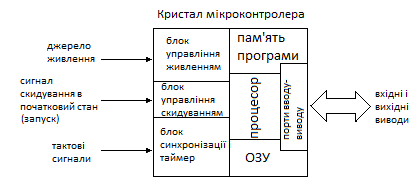 Кристал мікроконтролера
джерело
живлення
сигнал
скидування в
початковий стан
(запуск)
тактові
сигнали
блок
управління
живленням
блок
управління
скидуванням
блок
синхронізації
таймер
пам'ять
програми
процесор
порти вводу-
виводу
ОЗУ
вхідні і
вихідні
виводи